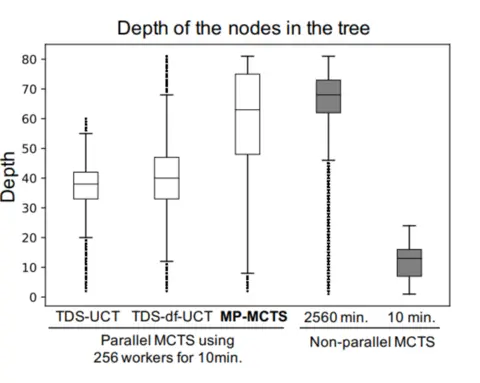 Depth of the nodes in the tree
Depth
80
70
60
50
40
30
20
10
0
TDS-UCT TDS-df-UCT MP-MCTS 2560 min. 10 min.
Parallel MCTS using
256 workers for 10min.
Non-parallel MCTS